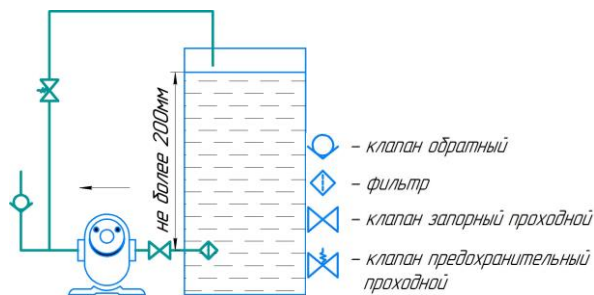 не более 200мм
– клапан обратный
– фильтр
– клапан запорный проходной
– клапан предохранительный
проходной